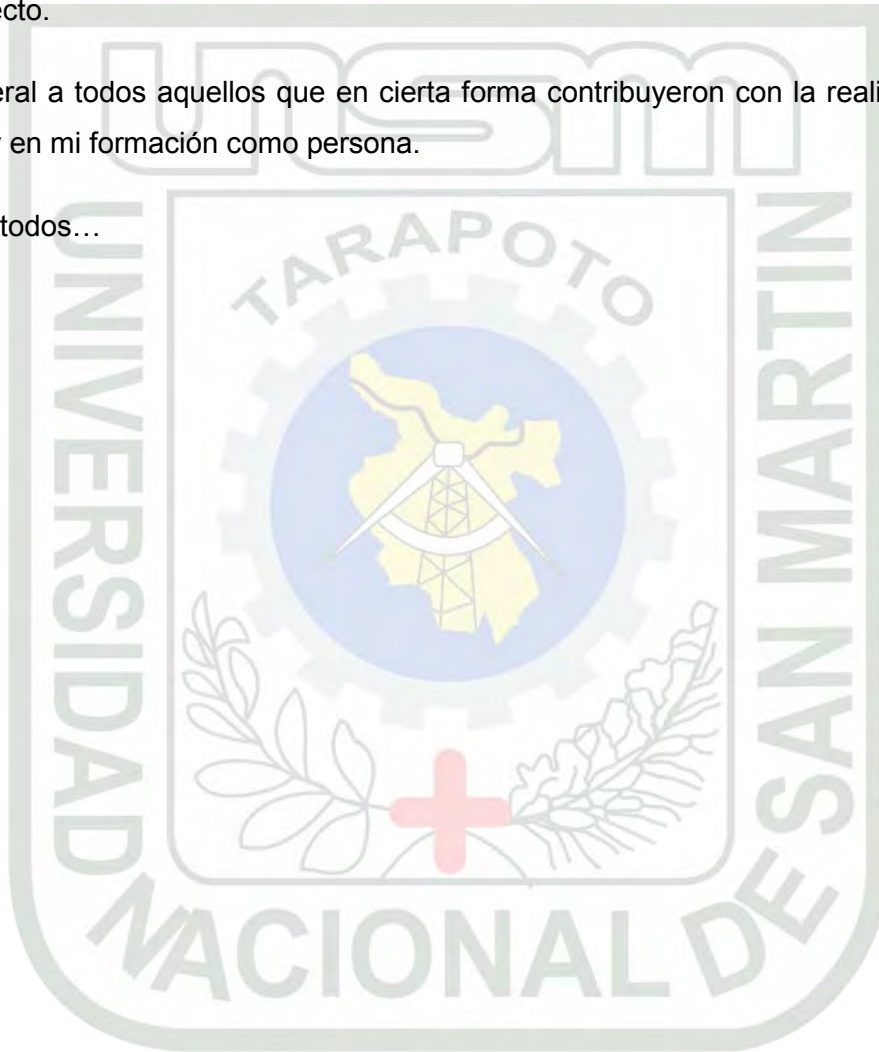 ecto.
eral a todos aquellos que en cierta forma contribuyeron con la reali
en mi formación como persona.
todos…
unsm
TARAPOTO
UNIVERSIDAD NACIONAL DE SAN MARTIN